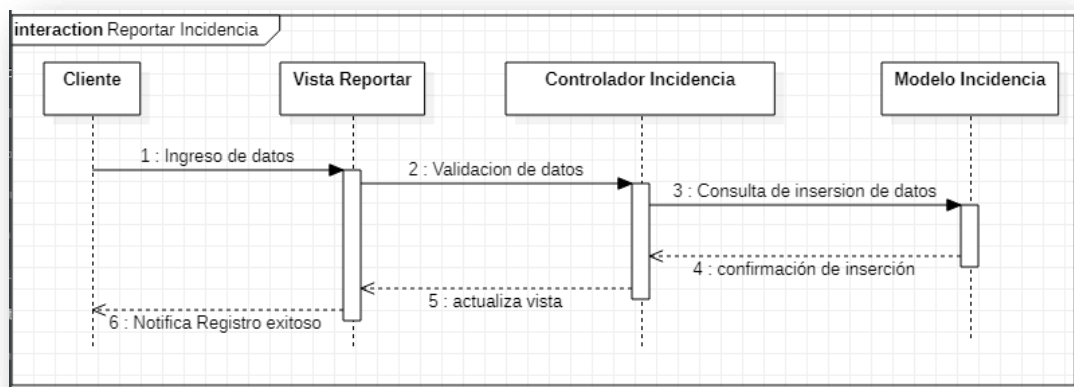 interaction Reportar Incidencia
Cliente
Vista Reportar
Controlador Incidencia
Modelo Incidencia
1 : Ingreso de datos
2 : Validacion de datos
3 : Consulta de insersion de datos
4 : confirmación de inserción
5 : actualiza vista
6 : Notifica Registro exitoso